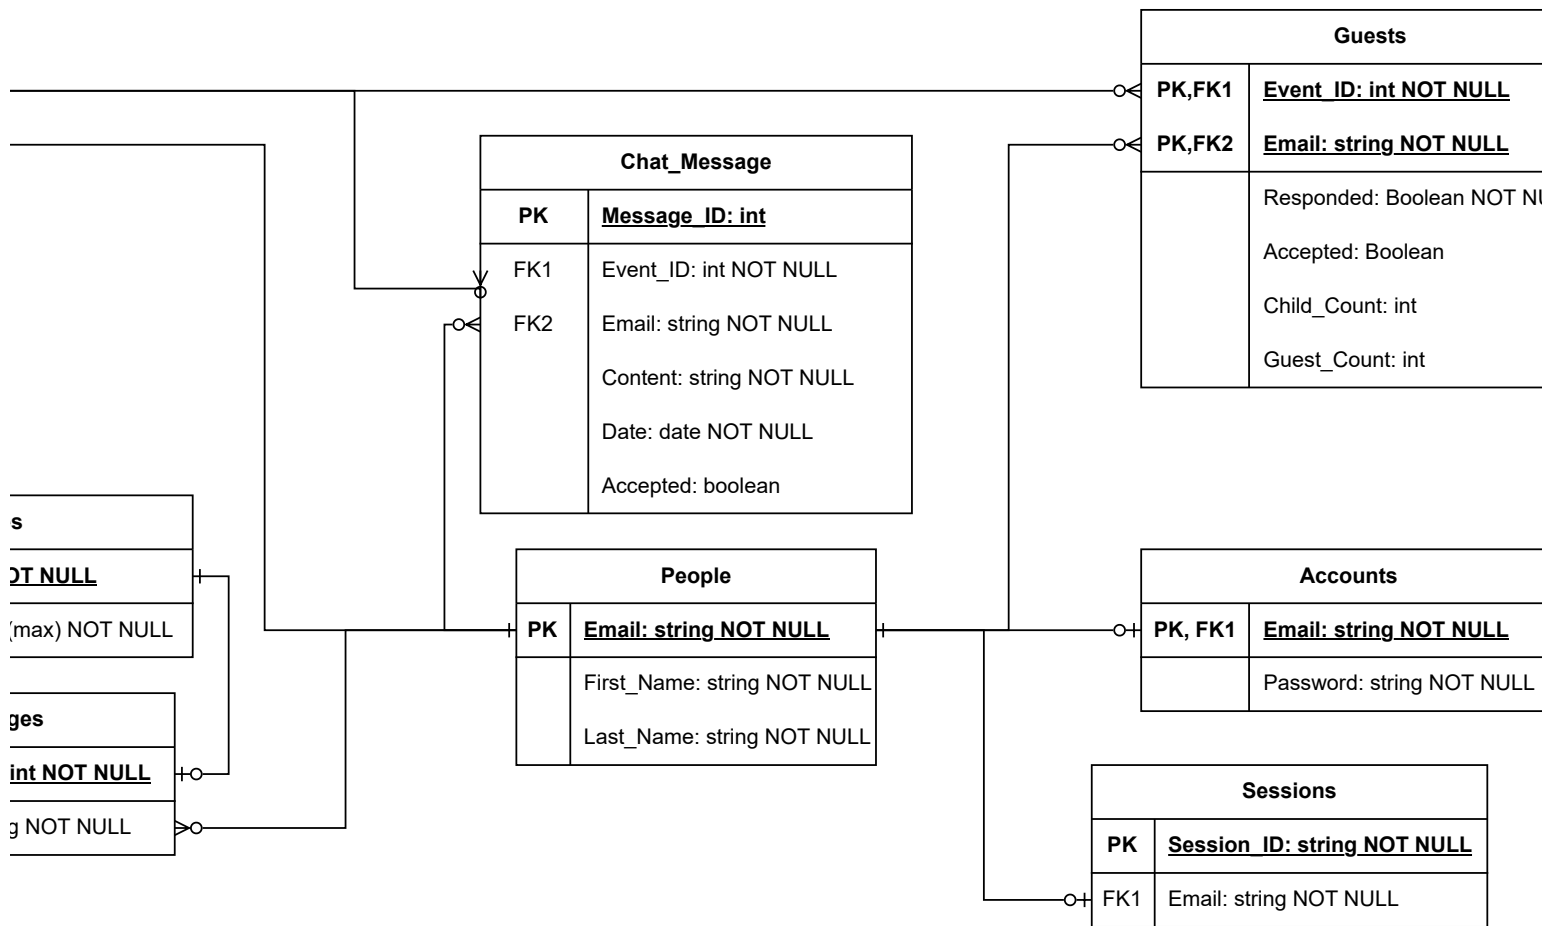 Guests
PK,FK1 Event_ID: int NOT NULL
PK,FK2 Email: string NOT NULL
Responded: Boolean NOT
Accepted: Boolean
Child_Count: int
Guest_Count: int
Chat_Message
PK Message_ID: int
FK1 Event_ID: int NOT NULL
FK2 Email: string NOT NULL
Content: string NOT NULL
Date: date NOT NULL
Accepted: boolean
s
OT NULL
(max) NOT NULL
ges
int NOT NULL
g NOT NULL
People
PK Email: string NOT NULL
First_Name: string NOT NULL
Last_Name: string NOT NULL
Accounts
PK, FK1 Email: string NOT NULL
Password: string NOT NULL
Sessions
PK Session_ID: string NOT NULL
FK1 Email: string NOT NULL